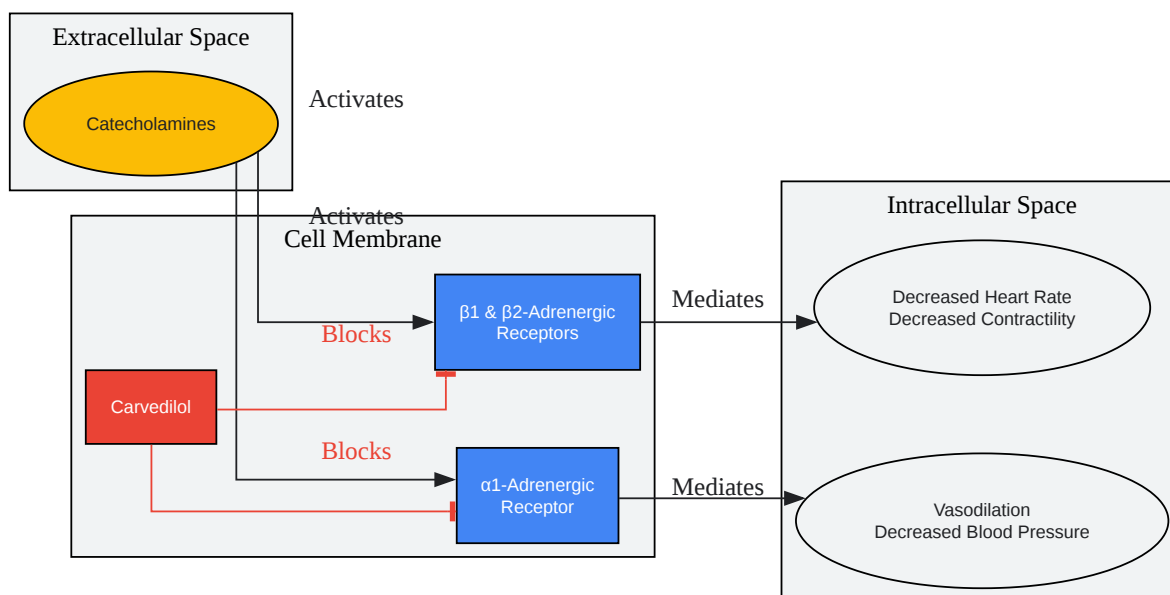 Extracellular Space
Catecholamines
Activates
Activates
Cell Membrane
Intracellular Space
β1 & β2-Adrenergic
Receptors
Mediates
Decreased Heart Rate
Decreased Contractility
Blocks
Carvedilol
Blocks
α1-Adrenergic
Receptor
Mediates
Vasodilation
Decreased Blood Pressure